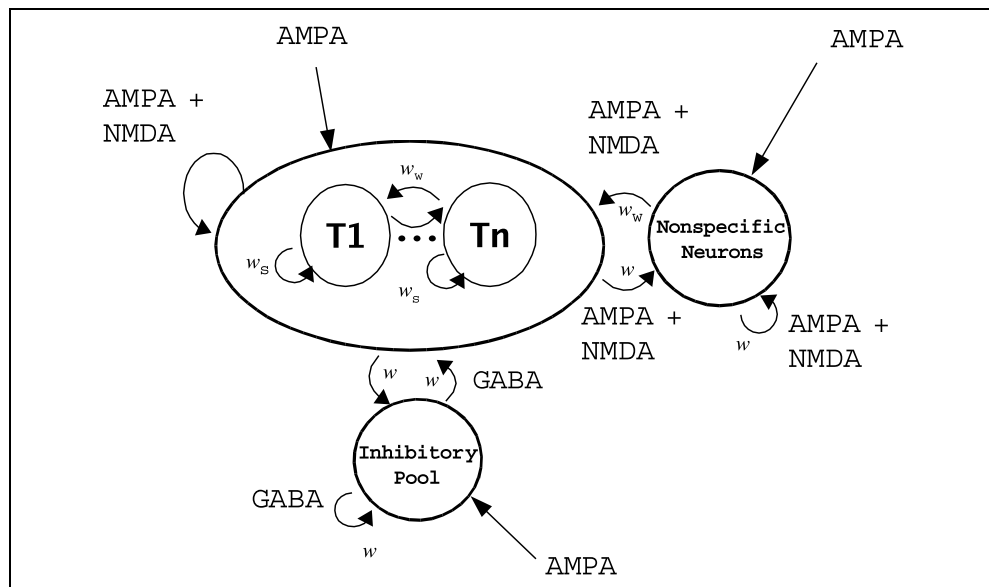 AMPA
AMPA
AMPA +
NMDA
AMPA +
NMDA
w_w
T1
...
Tn
w_s
w_s
w_w
Nonspecific
Neurons
w
AMPA +
NMDA
AMPA +
NMDA
w
w
w
GABA
Inhibitory
Pool
GABA
w
AMPA